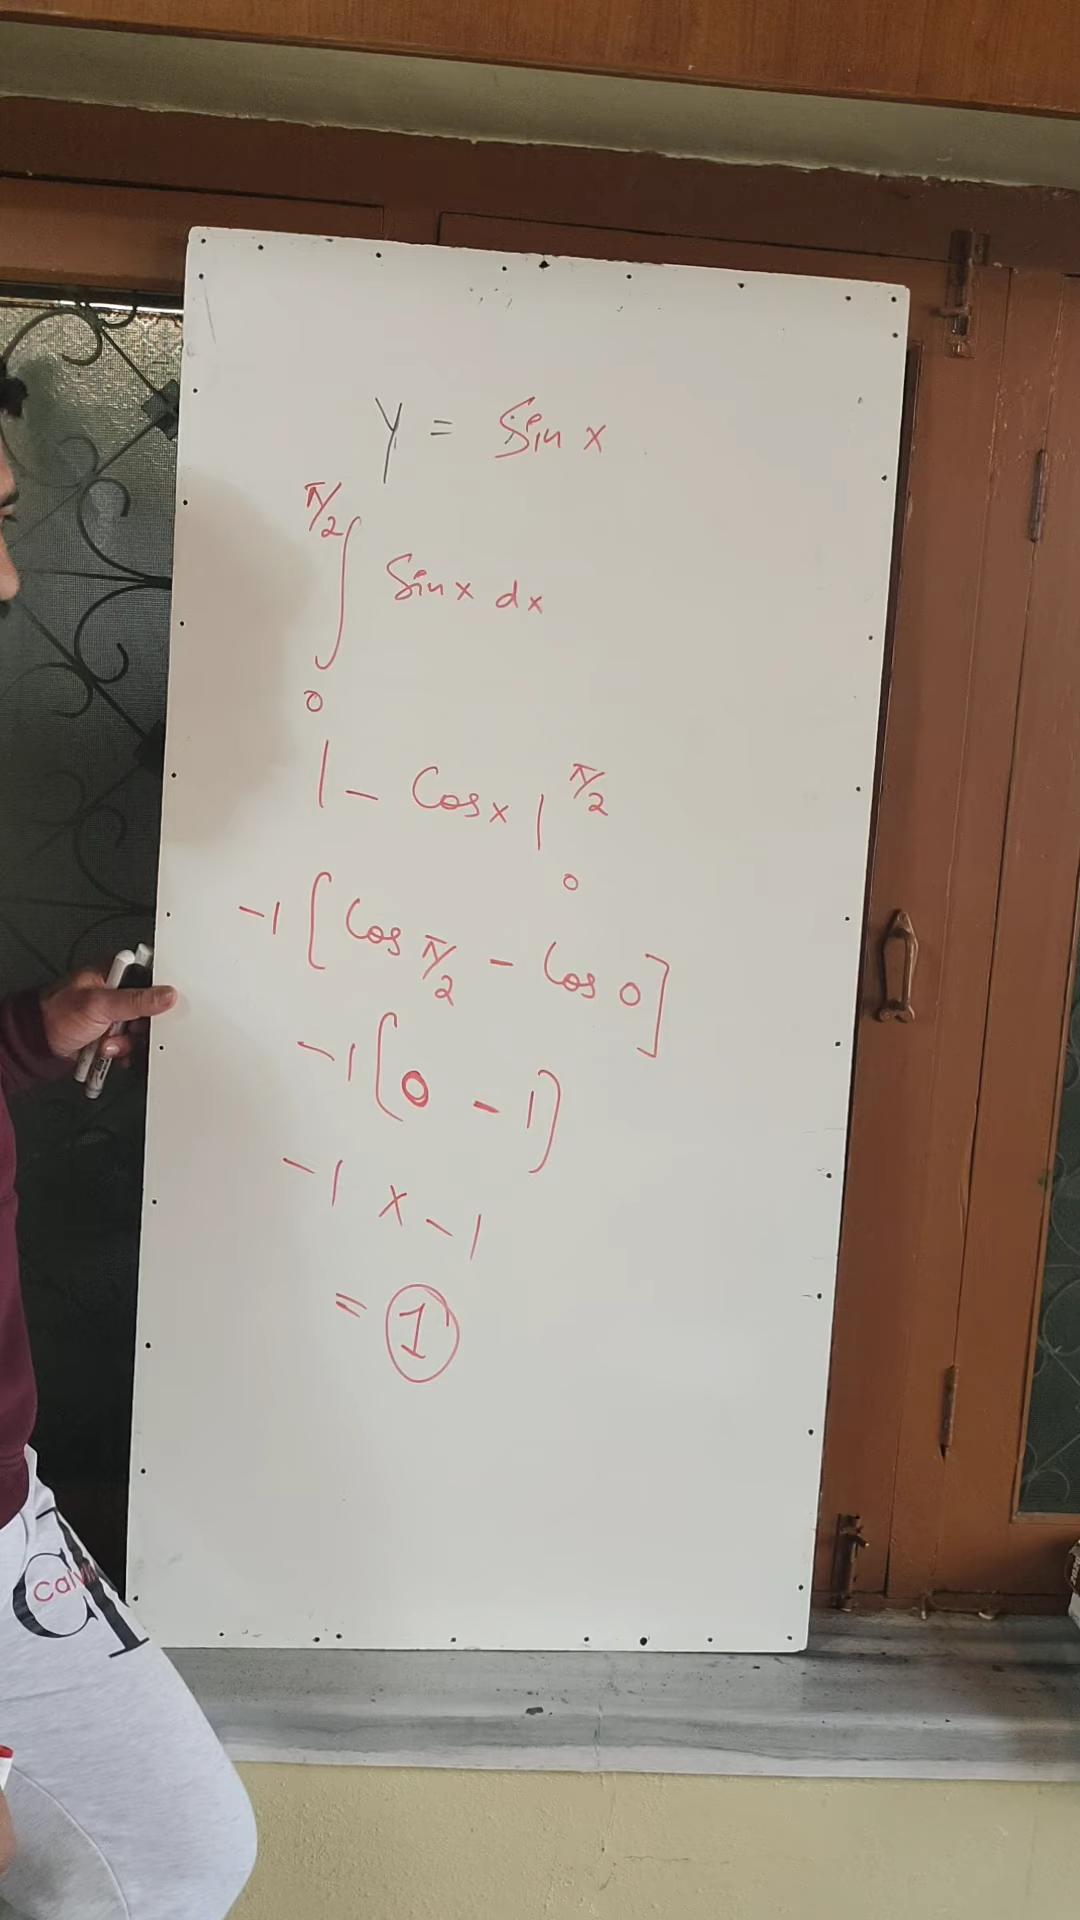 y = Sin x
π/2
∫ Sin x dx
0
| - Cos x | π/2
0
-1 [ Cos π/2 - Cos 0 ]
-1 [ 0 - 1 ]
-1 x -1
= 1